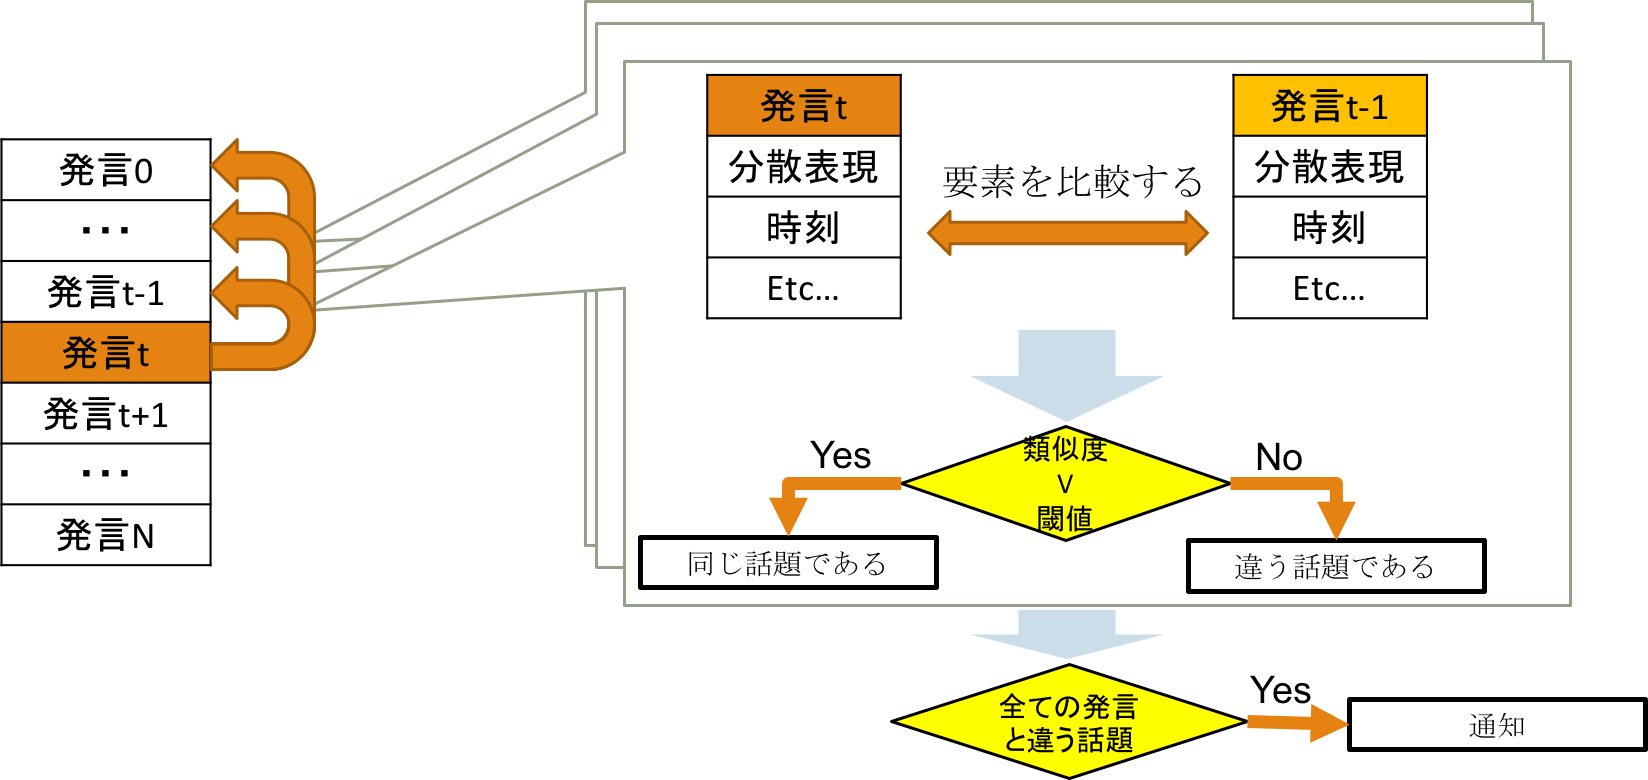 発言0
・・・
発言t-1
発言t
発言t+1
・・・
発言N
発言t
分散表現
時刻
Etc...
要素を比較する
発言t-1
分散表現
時刻
Etc...
類似度
∨
閾値
Yes
No
同じ話題である
違う話題である
全ての発言
と違う話題
Yes
通知